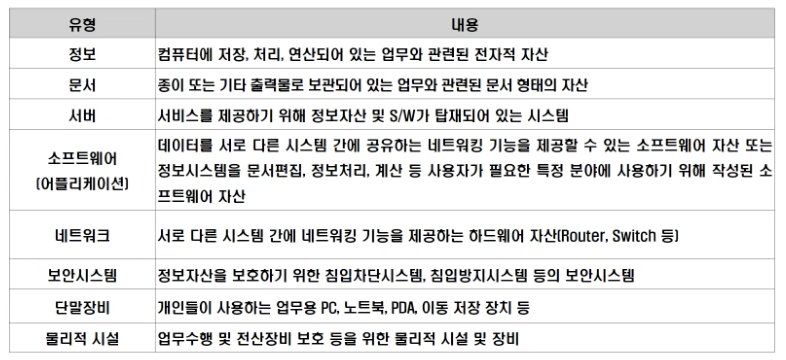 유형 내용
정보 컴퓨터에 저장, 처리, 연산되어 있는 업무와 관련된 전자적 자산
문서 종이 또는 기타 출력물로 보관되어 있는 업무와 관련된 문서 형태의 자산
서버 서비스를 제공하기 위해 정보자산 및 S/W가 탑재되어 있는 시스템
소프트웨어
(어플리케이션)
데이터를 서로 다른 시스템 간에 공유하는 네트워킹 기능을 제공할 수 있는 소프트웨어 자산 또는
정보시스템을 문서편집, 정보처리, 계산 등 사용자가 필요한 특정 분야에 사용하기 위해 작성된 소
프트웨어 자산
네트워크 서로 다른 시스템 간에 네트워킹 기능을 제공하는 하드웨어 자산(Router, Switch 등)
보안시스템 정보자산을 보호하기 위한 침입차단시스템, 침입방지시스템 등의 보안시스템
단말장비 개인들이 사용하는 업무용 PC, 노트북, PDA, 이동 저장 장치 등
물리적 시설 업무수행 및 전산장비 보호 등을 위한 물리적 시설 및 장비